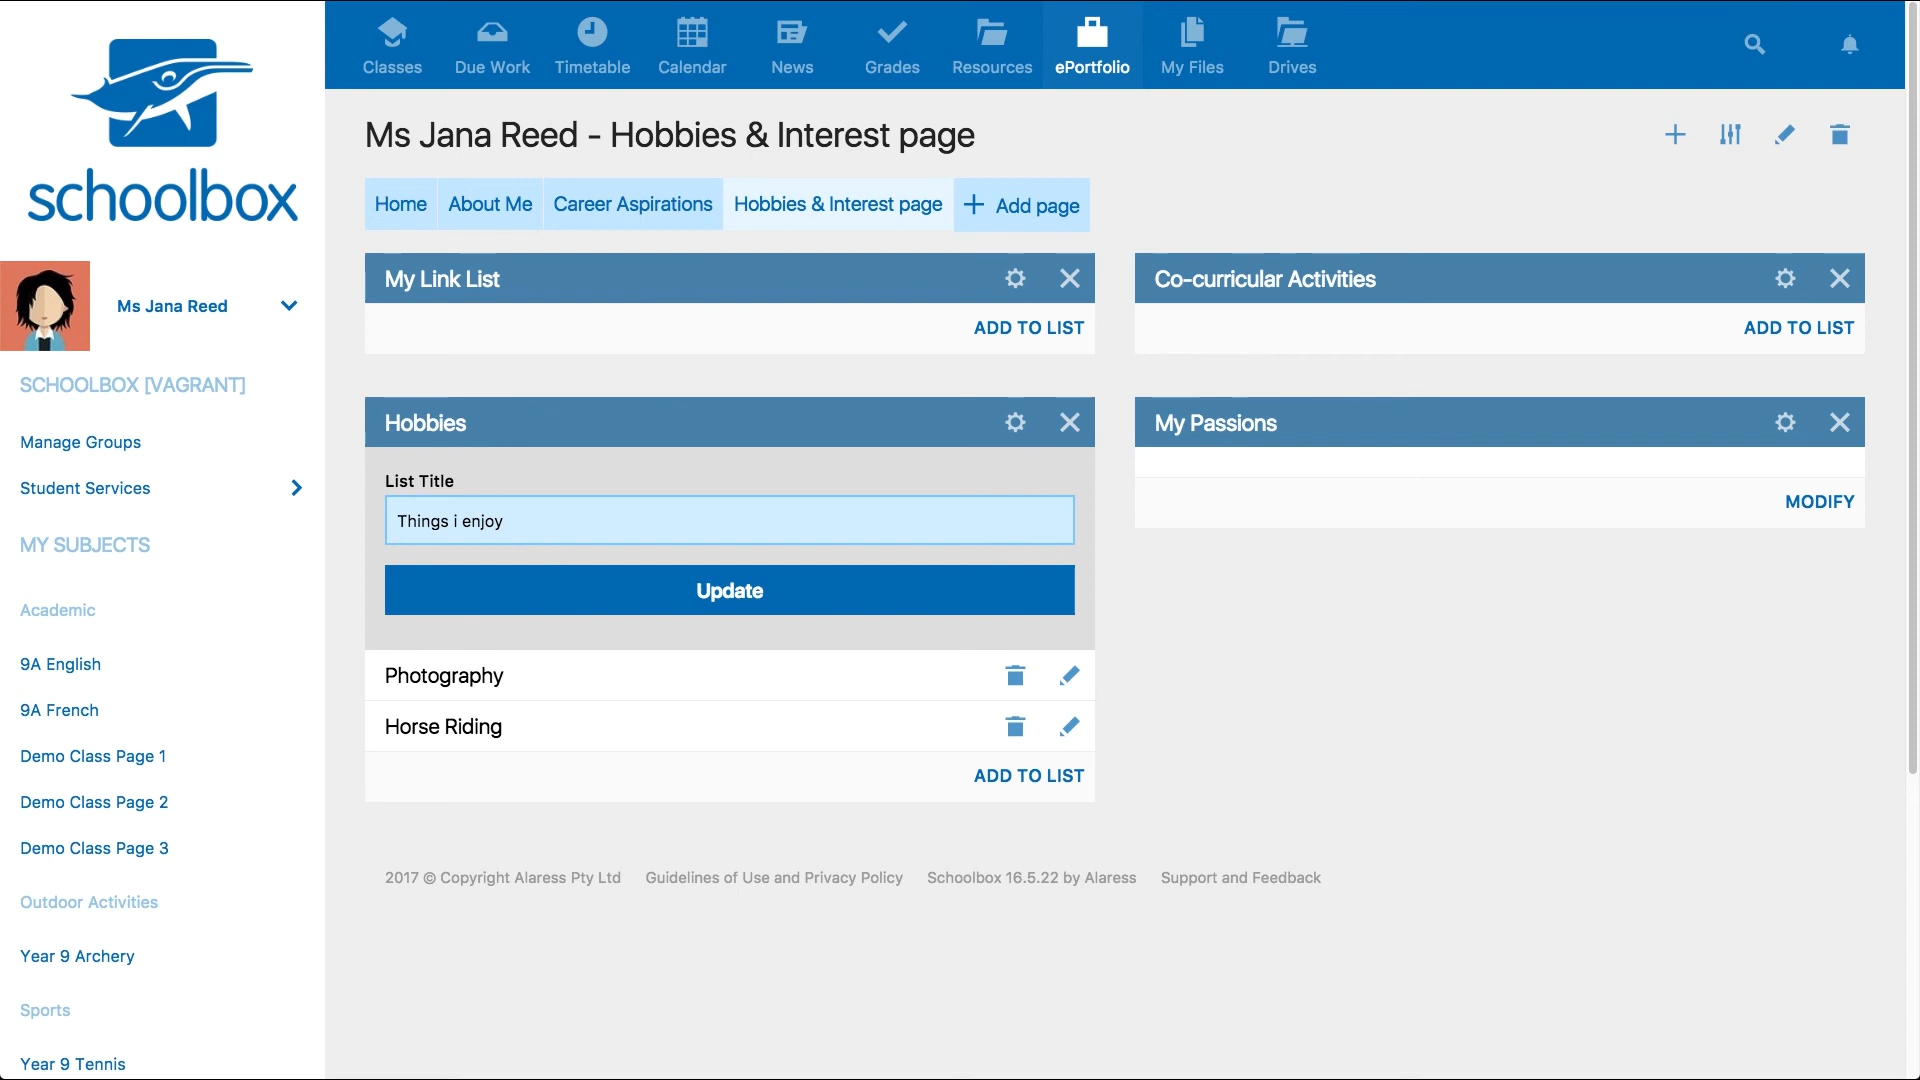 Classes
Due Work
Timetable
Calendar
News
Grades
Resources
ePortfolio
My Files
Drives
schoolbox
Ms Jana Reed
SCHOOLBOX [VAGRANT]
Manage Groups
Student Services
MY SUBJECTS
Academic
9A English
9A French
Demo Class Page 1
Demo Class Page 2
Demo Class Page 3
Outdoor Activities
Year 9 Archery
Sports
Year 9 Tennis
Ms Jana Reed - Hobbies & Interest page
Home
About Me
Career Aspirations
Hobbies & Interest page
Add page
My Link List
ADD TO LIST
Co-curricular Activities
ADD TO LIST
Hobbies
List Title
Things i enjoy
Update
Photography
Horse Riding
ADD TO LIST
My Passions
MODIFY
2017 © Copyright Alaress Pty Ltd
Guidelines of Use and Privacy Policy
Schoolbox 16.5.22 by Alaress
Support and Feedback